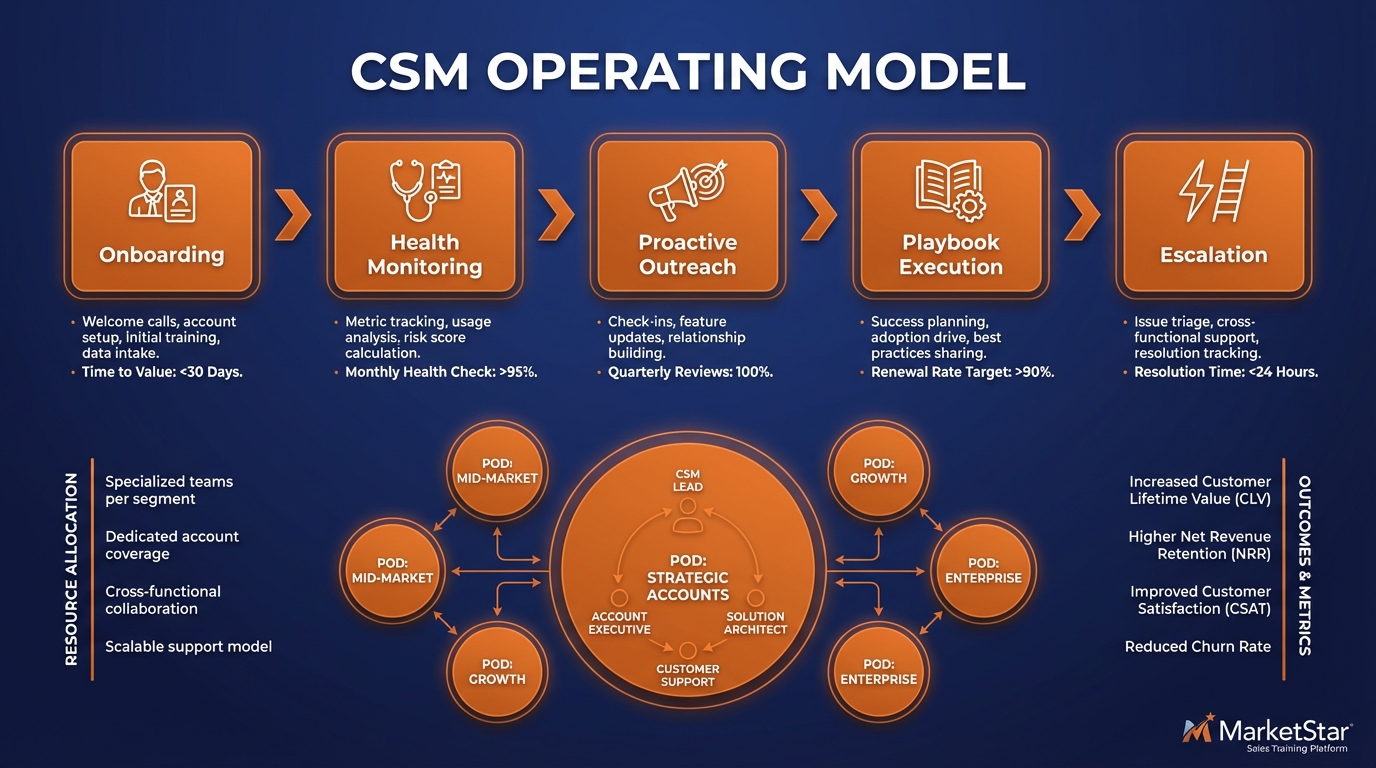 CSM OPERATING MODEL
Onboarding
Health
Monitoring
Proactive
Outreach
Playbook
Execution
Escalation
• Welcome calls, account
setup, initial training,
data intake.
• Time to Value: <30 Days.
• Metric tracking, usage
analysis, risk score
calculation.
• Monthly Health Check: >95%.
• Check-ins, feature
updates, relationship
building.
• Quarterly Reviews: 100%.
• Success planning,
adoption drive, best
practices sharing.
• Renewal Rate Target: >90%.
• Issue triage, cross-
functional support,
resolution tracking.
• Resolution Time: <24 Hours.
RESOURCE ALLOCATION
Specialized teams
per segment
Dedicated account
coverage
Cross-functional
collaboration
Scalable support model
POD:
MID-MARKET
POD:
MID-MARKET
POD:
GROWTH
CSM
LEAD
POD:
STRATEGIC
ACCOUNTS
ACCOUNT
EXECUTIVE
SOLUTION
ARCHITECT
CUSTOMER
SUPPORT
POD:
GROWTH
POD:
ENTERPRISE
POD:
ENTERPRISE
Increased Customer
Lifetime Value (CLV)
Higher Net Revenue
Retention (NRR)
Improved Customer
Satisfaction (CSAT)
Reduced Churn Rate
OUTCOMES & METRICS
MarketStar
Sales Training Platform